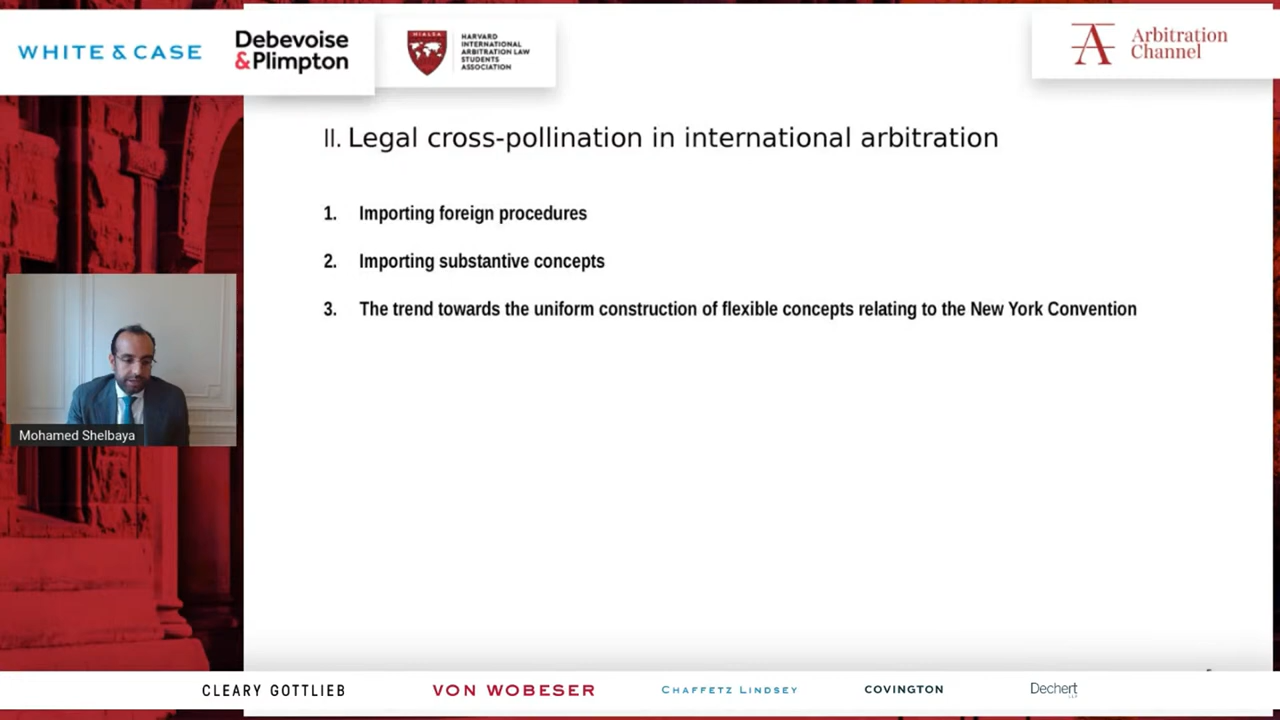 WHITE & CASE
Debevoise
&Plimpton
HIALSA
HARVARD
INTERNATIONAL
ARBITRATION LAW
STUDENTS
ASSOCIATION
Arbitration
Channel
II. Legal cross-pollination in international arbitration
1. Importing foreign procedures
2. Importing substantive concepts
3. The trend towards the uniform construction of flexible concepts relating to the New York Convention
Mohamed Shelbaya
CLEARY GOTTLIEB
VON WOBESER
CHAFFETZ LINDSEY
COVINGTON
Dechert
LLP